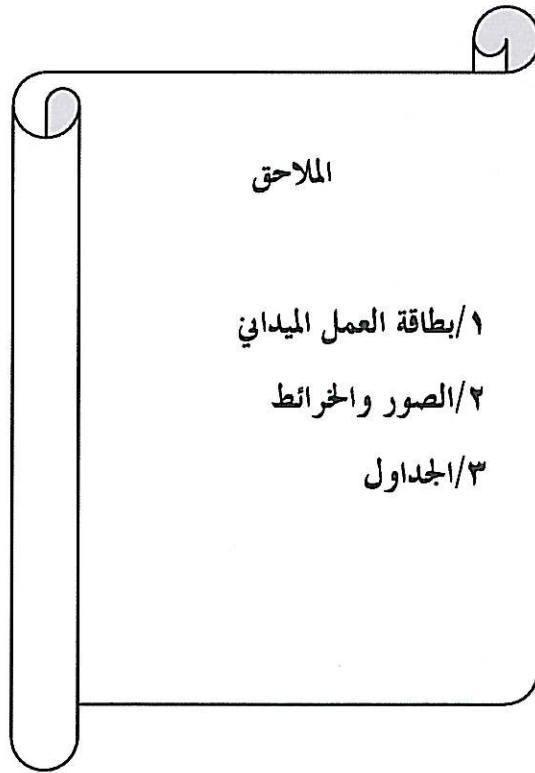 الملاحق
١/بطاقة العمل الميداني
٢/الصور والخرائط
٣/الجداول